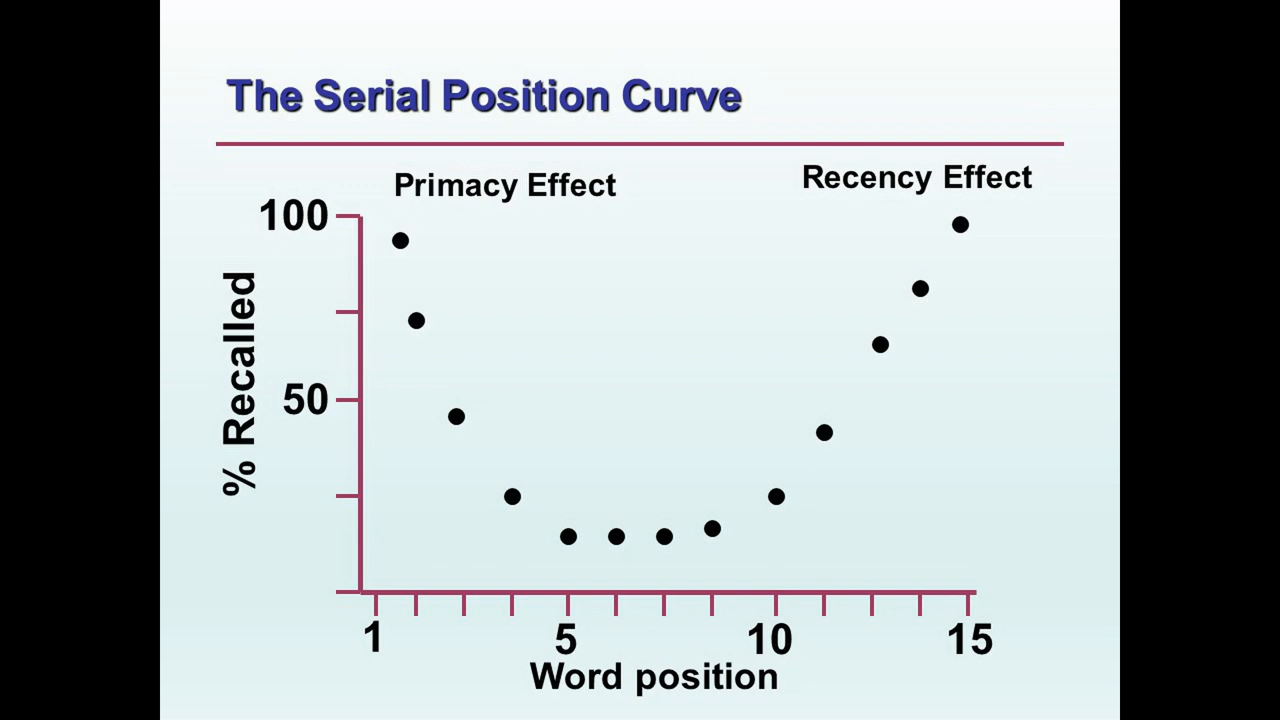 The Serial Position Curve
Primacy Effect
Recency Effect
100
50
% Recalled
1 5 10 15
Word position